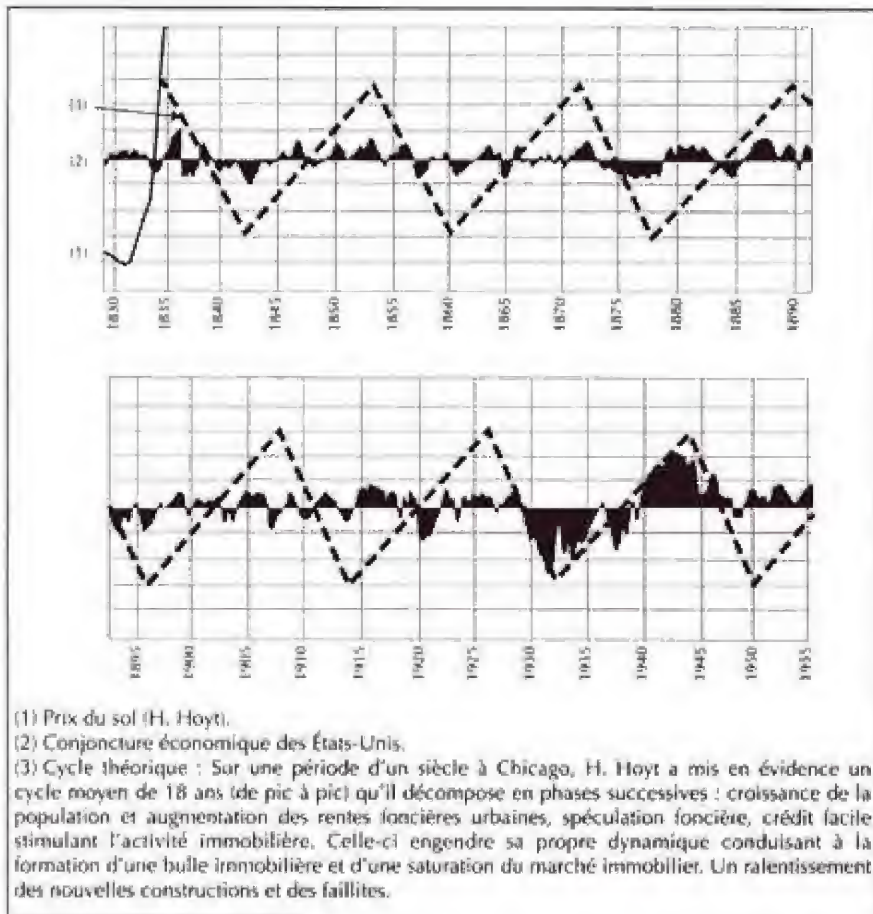 (1)
(2)
(1)
1830 1835 1840 1845 1850 1855 1860 1865 1870 1875 1880 1885 1890
1895 1900 1905 1910 1915 1920 1925 1930 1935 1940 1945 1950 1955
(1) Prix du sol (H. Hoyt).
(2) Conjoncture économique des États-Unis.
(3) Cycle théorique : Sur une période d'un siècle à Chicago, H. Hoyt a mis en évidence un
cycle moyen de 18 ans (de pic à pic) qu'il décompose en phases successives : croissance de la
population et augmentation des rentes foncières urbaines, spéculation foncière, crédit facile
stimulant l'activité immobilière. Celle-ci engendre sa propre dynamique conduisant à la
formation d'une bulle immobilière et d'une saturation du marché immobilier. Un ralentissement
des nouvelles constructions et des faillites.